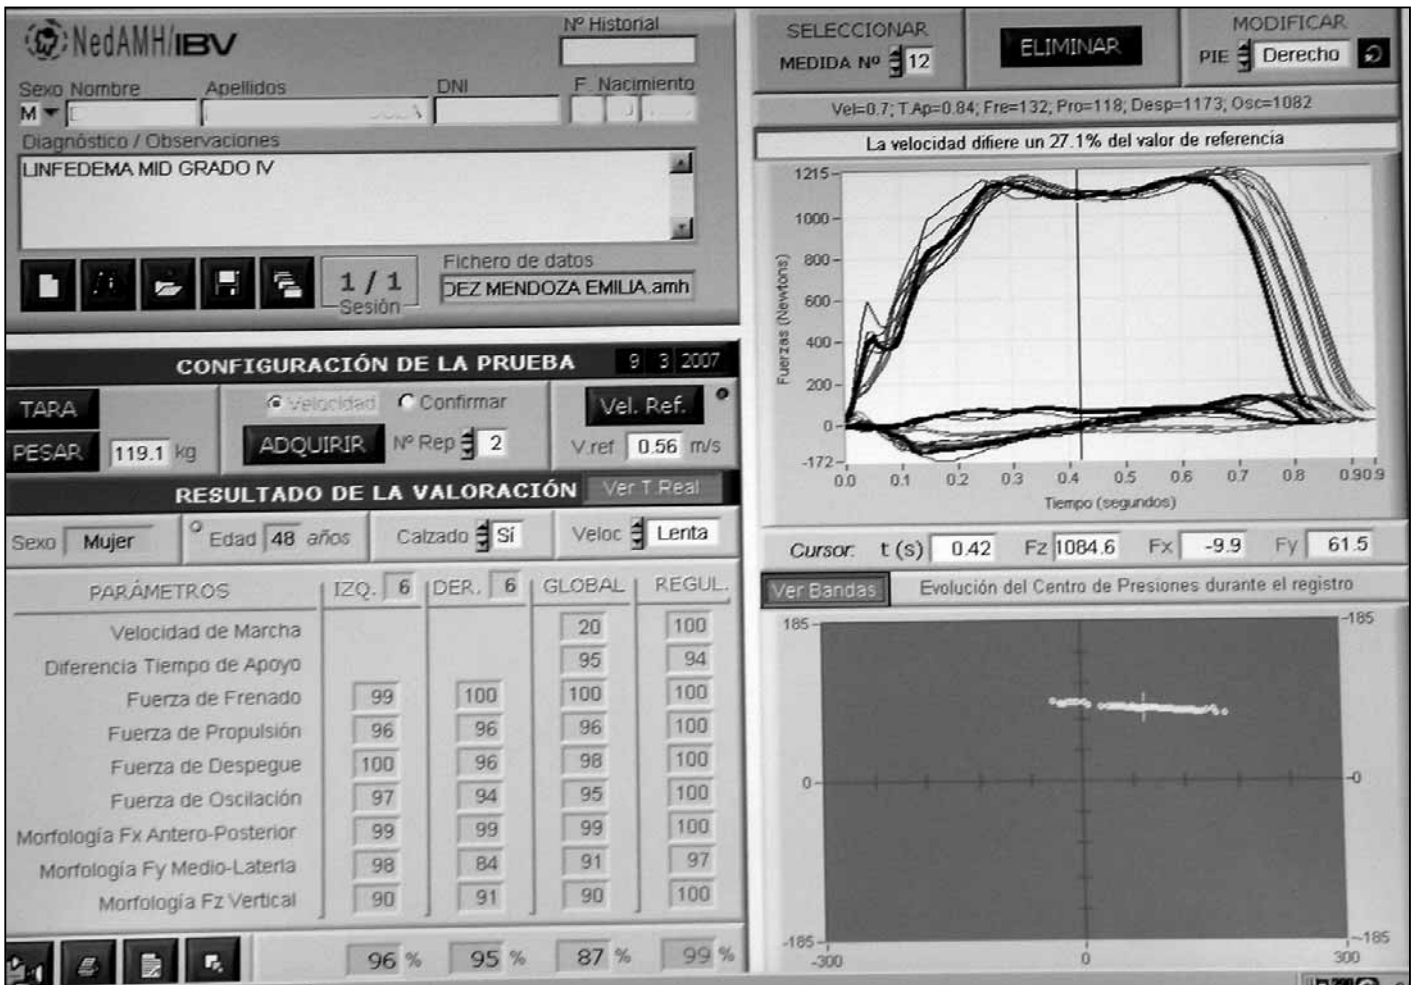 NedAMH/IBV
Nº Historial
Sexo Nombre Apellidos DNI F. Nacimiento
M
Diagnóstico / Observaciones
LINFEDEMA MID GRADO IV
1 / 1
Sesión
Fichero de datos
DEZ MENDOZA EMILIA.amh
CONFIGURACIÓN DE LA PRUEBA 9 3 2007
TARA
PESAR 119.1 kg
Velocidad Confirmar
ADQUIRIR Nº Rep 2
Vel. Ref.
V.ref 0.56 m/s
RESULTADO DE LA VALORACIÓN Ver T.Real
Sexo Mujer Edad 48 años Calzado Sí Veloc Lenta
PARÁMETROS IZQ. 6 DER. 6 GLOBAL REGUL.
Velocidad de Marcha 20 100
Diferencia Tiempo de Apoyo 95 94
Fuerza de Frenado 99 100 100 100
Fuerza de Propulsión 96 96 96 100
Fuerza de Despegue 100 96 98 100
Fuerza de Oscilación 97 94 95 100
Morfología Fx Antero-Posterior 99 99 99 100
Morfología Fy Medio-Laterla 98 84 91 97
Morfología Fz Vertical 90 91 90 100
96 % 95 % 87 % 99 %
SELECCIONAR
MEDIDA Nº 12
ELIMINAR
MODIFICAR
PIE Derecho
Vel=0.7; T.Ap=0.84; Fre=132; Pro=118; Desp=1173; Osc=1082
La velocidad difiere un 27.1% del valor de referencia
Fuerzas (Newtons)
1215
1000
800
600
400
200
0
-172
0.0 0.1 0.2 0.3 0.4 0.5 0.6 0.7 0.8 0.90.9
Tiempo (segundos)
Cursor: t (s) 0.42 Fz 1084.6 Fx -9.9 Fy 61.5
Ver Bandas Evolución del Centro de Presiones durante el registro
185 -185
0 -0
-185 -185
-300 0 300